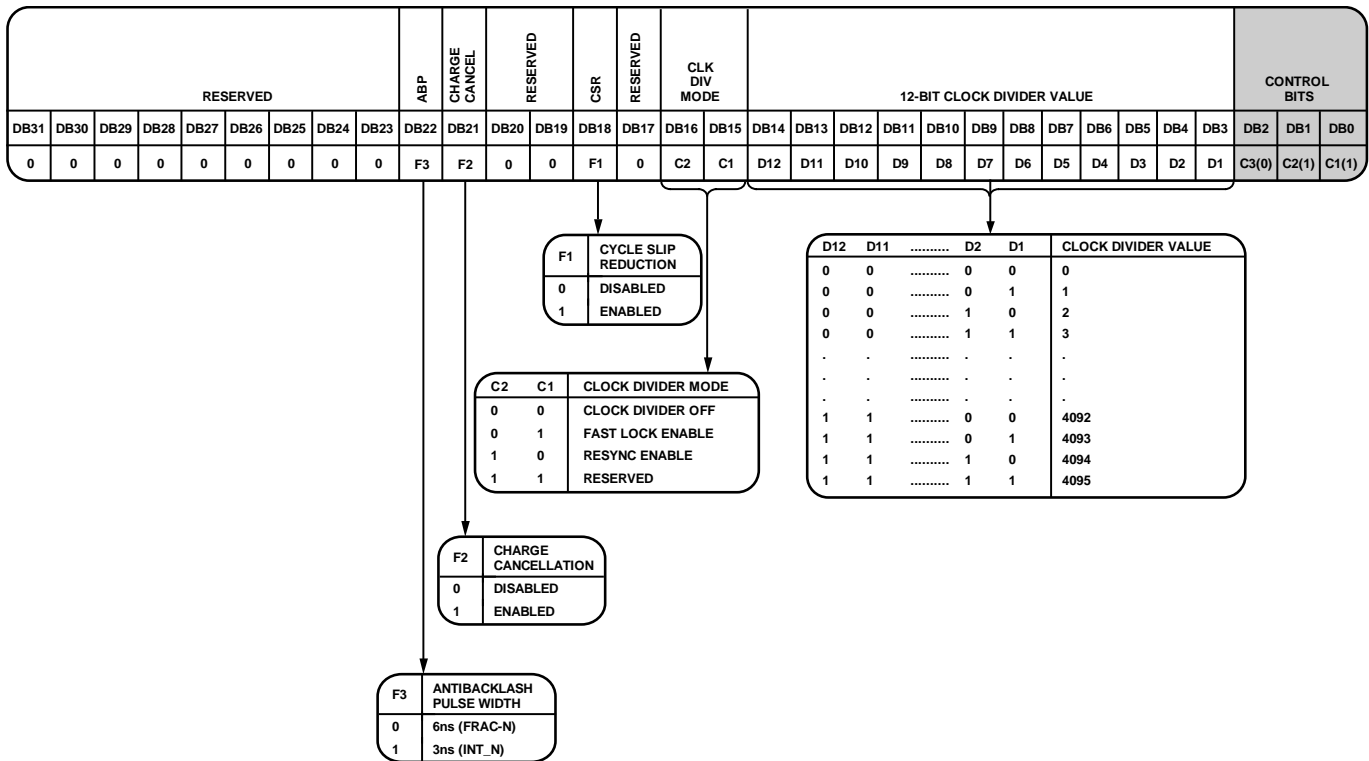 RESERVED
ABP
CHARGE
CANCEL
RESERVED
CSR
RESERVED
CLK
DIV
MODE
12-BIT CLOCK DIVIDER VALUE
CONTROL
BITS
DB31 DB30 DB29 DB28 DB27 DB26 DB25 DB24 DB23 DB22 DB21 DB20 DB19 DB18 DB17 DB16 DB15 DB14 DB13 DB12 DB11 DB10 DB9 DB8 DB7 DB6 DB5 DB4 DB3 DB2 DB1 DB0
0 0 0 0 0 0 0 0 0 F3 F2 0 0 F1 0 C2 C1 D12 D11 D10 D9 D8 D7 D6 D5 D4 D3 D2 D1 C3(0) C2(1) C1(1)
F1 CYCLE SLIP
REDUCTION
0 DISABLED
1 ENABLED
D12 D11 .......... D2 D1 CLOCK DIVIDER VALUE
0 0 .......... 0 0 0
0 0 .......... 0 1 1
0 0 .......... 1 0 2
0 0 .......... 1 1 3
. . .......... . . .
. . .......... . . .
. . .......... . . .
1 1 .......... 0 0 4092
1 1 .......... 0 1 4093
1 1 .......... 1 0 4094
1 1 .......... 1 1 4095
C2 C1 CLOCK DIVIDER MODE
0 0 CLOCK DIVIDER OFF
0 1 FAST LOCK ENABLE
1 0 RESYNC ENABLE
1 1 RESERVED
F2 CHARGE
CANCELLATION
0 DISABLED
1 ENABLED
F3 ANTIBACKLASH
PULSE WIDTH
0 6ns (FRAC-N)
1 3ns (INT_N)